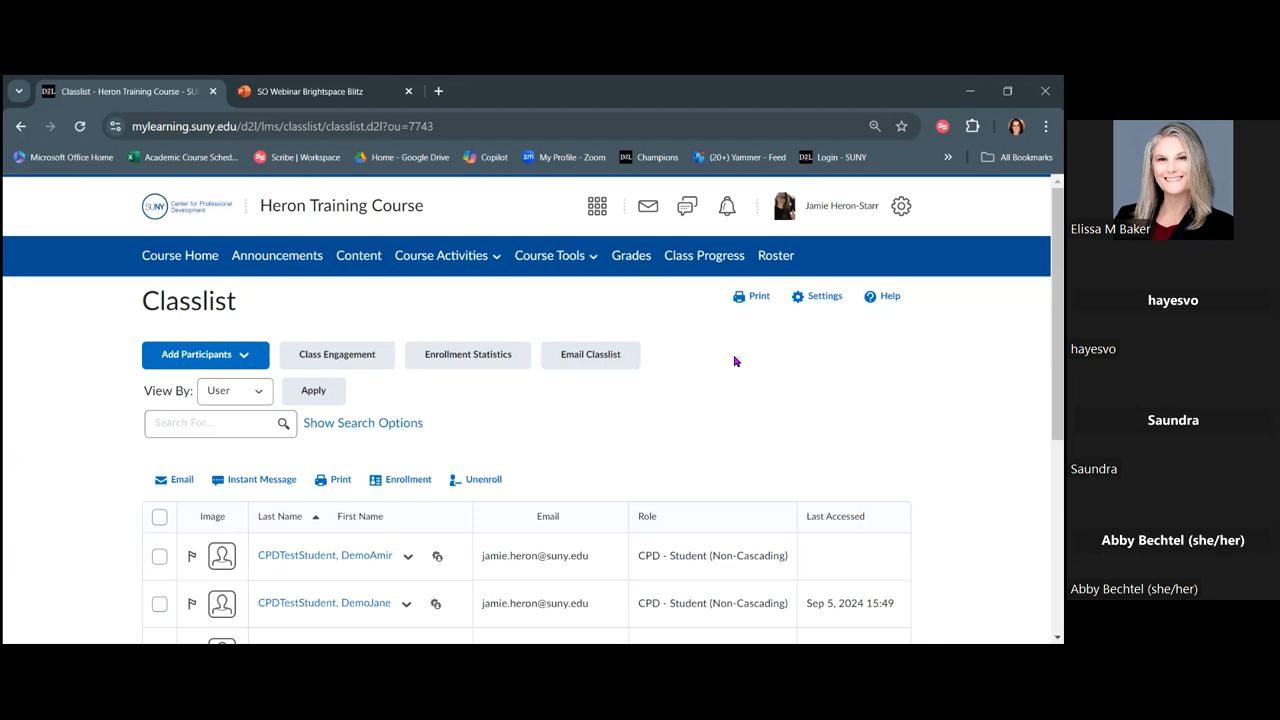 Classlist - Heron Training Course - SU
SO Webinar Brightspace Blitz
mylearning.suny.edu/d2l/lms/classlist/classlist.d2l?ou=7743
Microsoft Office Home
Academic Course Sched...
Scribe | Workspace
Home - Google Drive
Copilot
My Profile - Zoom
D2L
Champions
(20+) Yammer - Feed
D2L
Login - SUNY
All Bookmarks
SUNY
Center for Professional
Development
Heron Training Course
Jamie Heron-Starr
Course Home Announcements Content Course Activities Course Tools Grades Class Progress Roster
Classlist
Print Settings Help
Add Participants Class Engagement Enrollment Statistics Email Classlist
View By: User Apply
Search For... Show Search Options
Email Instant Message Print Enrollment Unenroll
Image Last Name First Name Email Role Last Accessed
CPDTestStudent, DemoAmir jamie.heron@suny.edu CPD - Student (Non-Cascading)
CPDTestStudent, DemoJane jamie.heron@suny.edu CPD - Student (Non-Cascading) Sep 5, 2024 15:49
Elissa M Baker
hayesvo
hayesvo
Saundra
Saundra
Abby Bechtel (she/her)
Abby Bechtel (she/her)